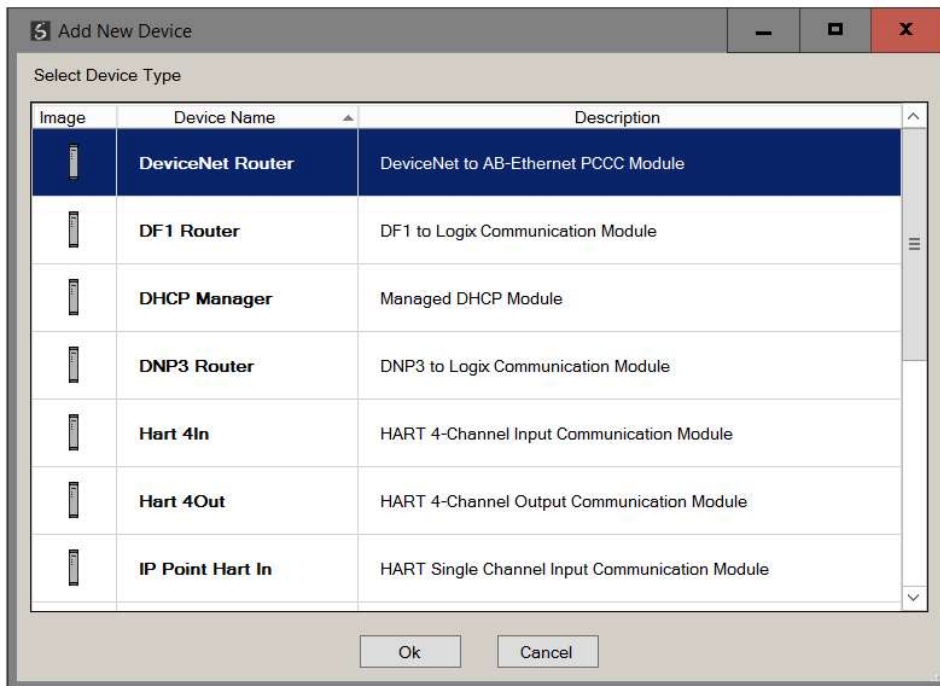 Add New Device
Select Device Type
Image Device Name Description
DeviceNet Router DeviceNet to AB-Ethernet PCCC Module
DF1 Router DF1 to Logix Communication Module
DHCP Manager Managed DHCP Module
DNP3 Router DNP3 to Logix Communication Module
Hart 4In HART 4-Channel Input Communication Module
Hart 4Out HART 4-Channel Output Communication Module
IP Point Hart In HART Single Channel Input Communication Module
Ok Cancel